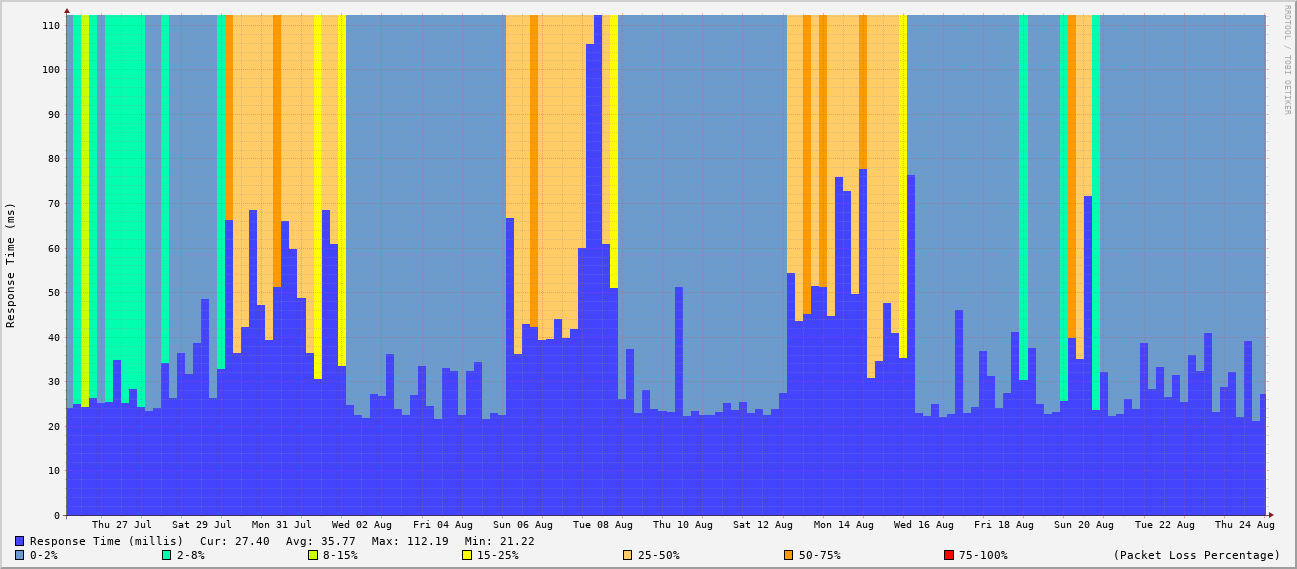 RRDTOOL / TOBI OETIKER
Response Time (ms)
110
100
90
80
70
60
50
40
30
20
10
0
Thu 27 Jul Sat 29 Jul Mon 31 Jul Wed 02 Aug Fri 04 Aug Sun 06 Aug Tue 08 Aug Thu 10 Aug Sat 12 Aug Mon 14 Aug Wed 16 Aug Fri 18 Aug Sun 20 Aug Tue 22 Aug Thu 24 Aug
Response Time (millis) Cur: 27.40 Avg: 35.77 Max: 112.19 Min: 21.22
0-2% 2-8% 8-15% 15-25% 25-50% 50-75% 75-100% (Packet Loss Percentage)